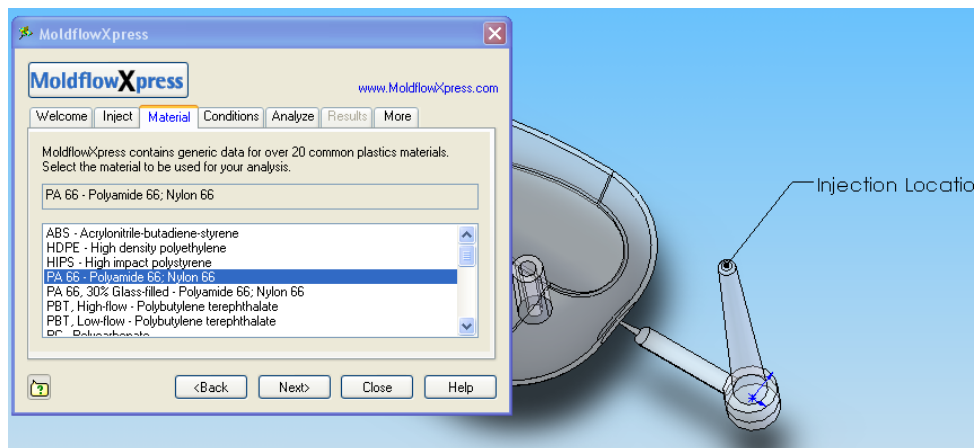 MoldflowXpress
MoldflowXpress
www.MoldflowXpress.com
Welcome Inject Material Conditions Analyze Results More
MoldflowXpress contains generic data for over 20 common plastics materials.
Select the material to be used for your analysis.
PA 66 - Polyamide 66; Nylon 66
ABS - Acrylonitrile-butadiene-styrene
HDPE - High density polyethylene
HIPS - High impact polystyrene
PA 66 - Polyamide 66; Nylon 66
PA 66, 30% Glass-filled - Polyamide 66; Nylon 66
PBT, High-flow - Polybutylene terephthalate
PBT, Low-flow - Polybutylene terephthalate
PC - Polycarbonate
<Back Next> Close Help
Injection Locatio